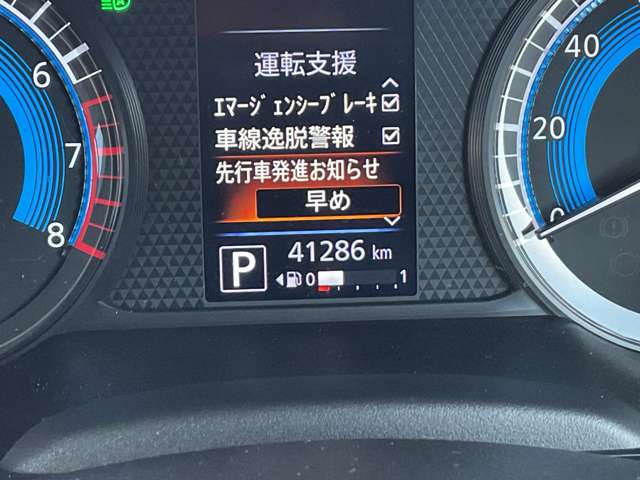 運転支援
ｴﾏｰｼﾞｪﾝｼｰﾌﾞﾚｰｷ
車線逸脱警報
先行車発進お知らせ
早め
P 41286 km
0 1
6
7
8
40
20
0